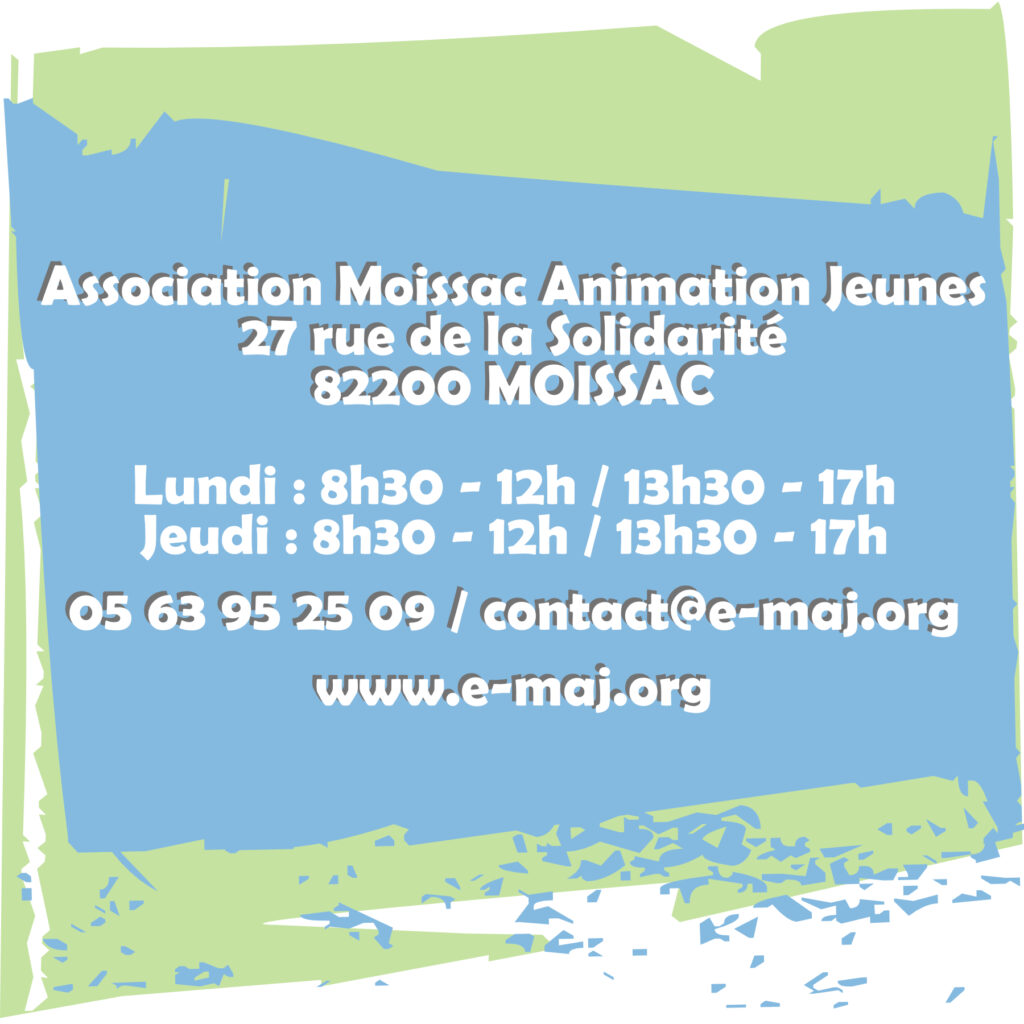 Association Moissac Animation Jeunes
27 rue de la Solidarité
82200 MOISSAC
Lundi : 8h30 - 12h / 13h30 - 17h
Jeudi : 8h30 - 12h / 13h30 - 17h
05 63 95 25 09 / contact@e-maj.org
www.e-maj.org